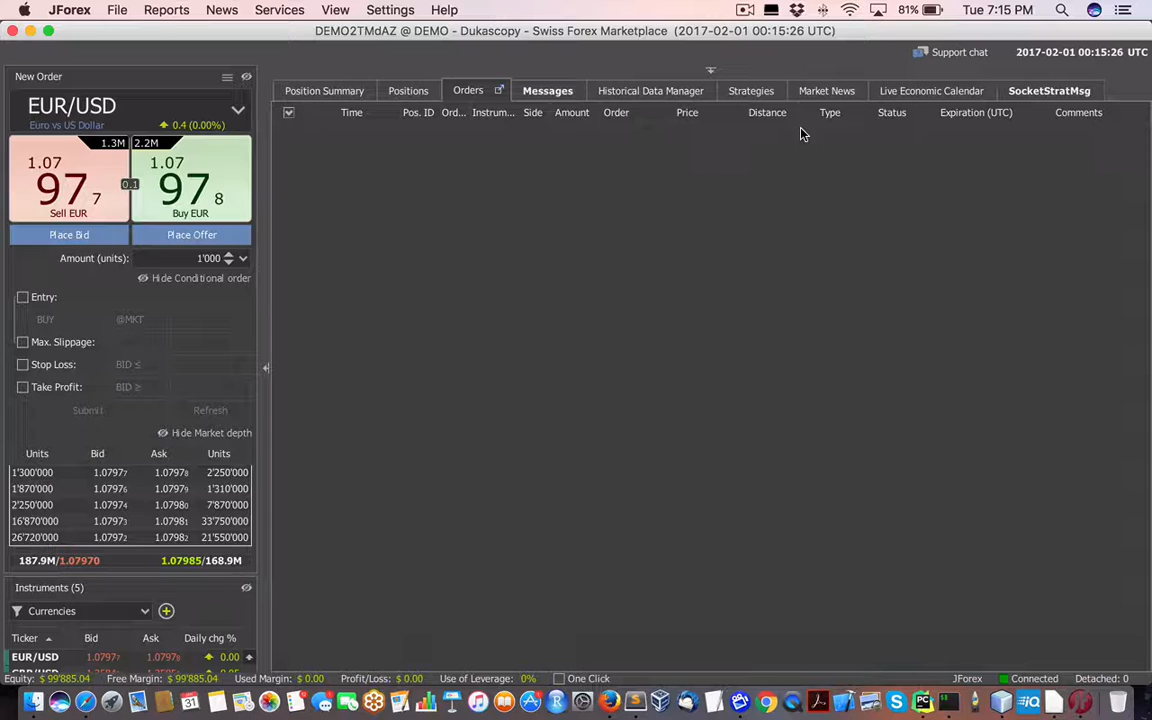 JForex File Reports News Services View Settings Help 81% Tue 7:15 PM
DEMO2TMdAZ @ DEMO - Dukascopy - Swiss Forex Marketplace (2017-02-01 00:15:26 UTC)
Support chat 2017-02-01 00:15:26 UTC
New Order
Position Summary Positions Orders Messages Historical Data Manager Strategies Market News Live Economic Calendar SocketStratMsg
EUR/USD
Euro vs US Dollar 0.4 (0.00%)
Time Pos. ID Ord... Instrum... Side Amount Order Price Distance Type Status Expiration (UTC) Comments
1.3M 2.2M
1.07 1.07
97 7 0.1 97 8
Sell EUR Buy EUR
Place Bid Place Offer
Amount (units): 1'000
Hide Conditional order
Entry:
BUY @MKT
Max. Slippage:
Stop Loss: BID ≤
Take Profit: BID ≥
Submit Refresh
Hide Market depth
Units Bid Ask Units
1'300'000 1.07977 1.07978 2'250'000
1'870'000 1.07976 1.07979 1'310'000
2'250'000 1.07974 1.07980 7'870'000
16'870'000 1.07973 1.07981 33'750'000
26'720'000 1.07972 1.07982 21'550'000
187.9M/1.07970 1.07985/168.9M
Instruments (5)
Currencies
Ticker Bid Ask Daily chg %
EUR/USD 1.07977 1.07978 0.00
Equity: $ 99'885.04 Free Margin: $ 99'885.04 Used Margin: $ 0.00 Profit/Loss: $ 0.00 Use of Leverage: 0% One Click JForex Connected Detached: 0